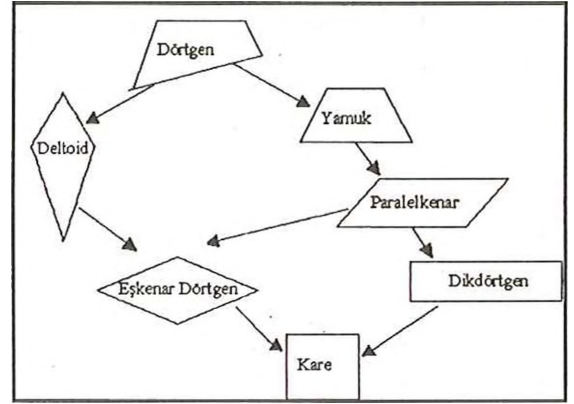 Dörtgen
Yamuk
Deltoid
Paralelkenar
Eşkenar Dörtgen
Dikdörtgen
Kare